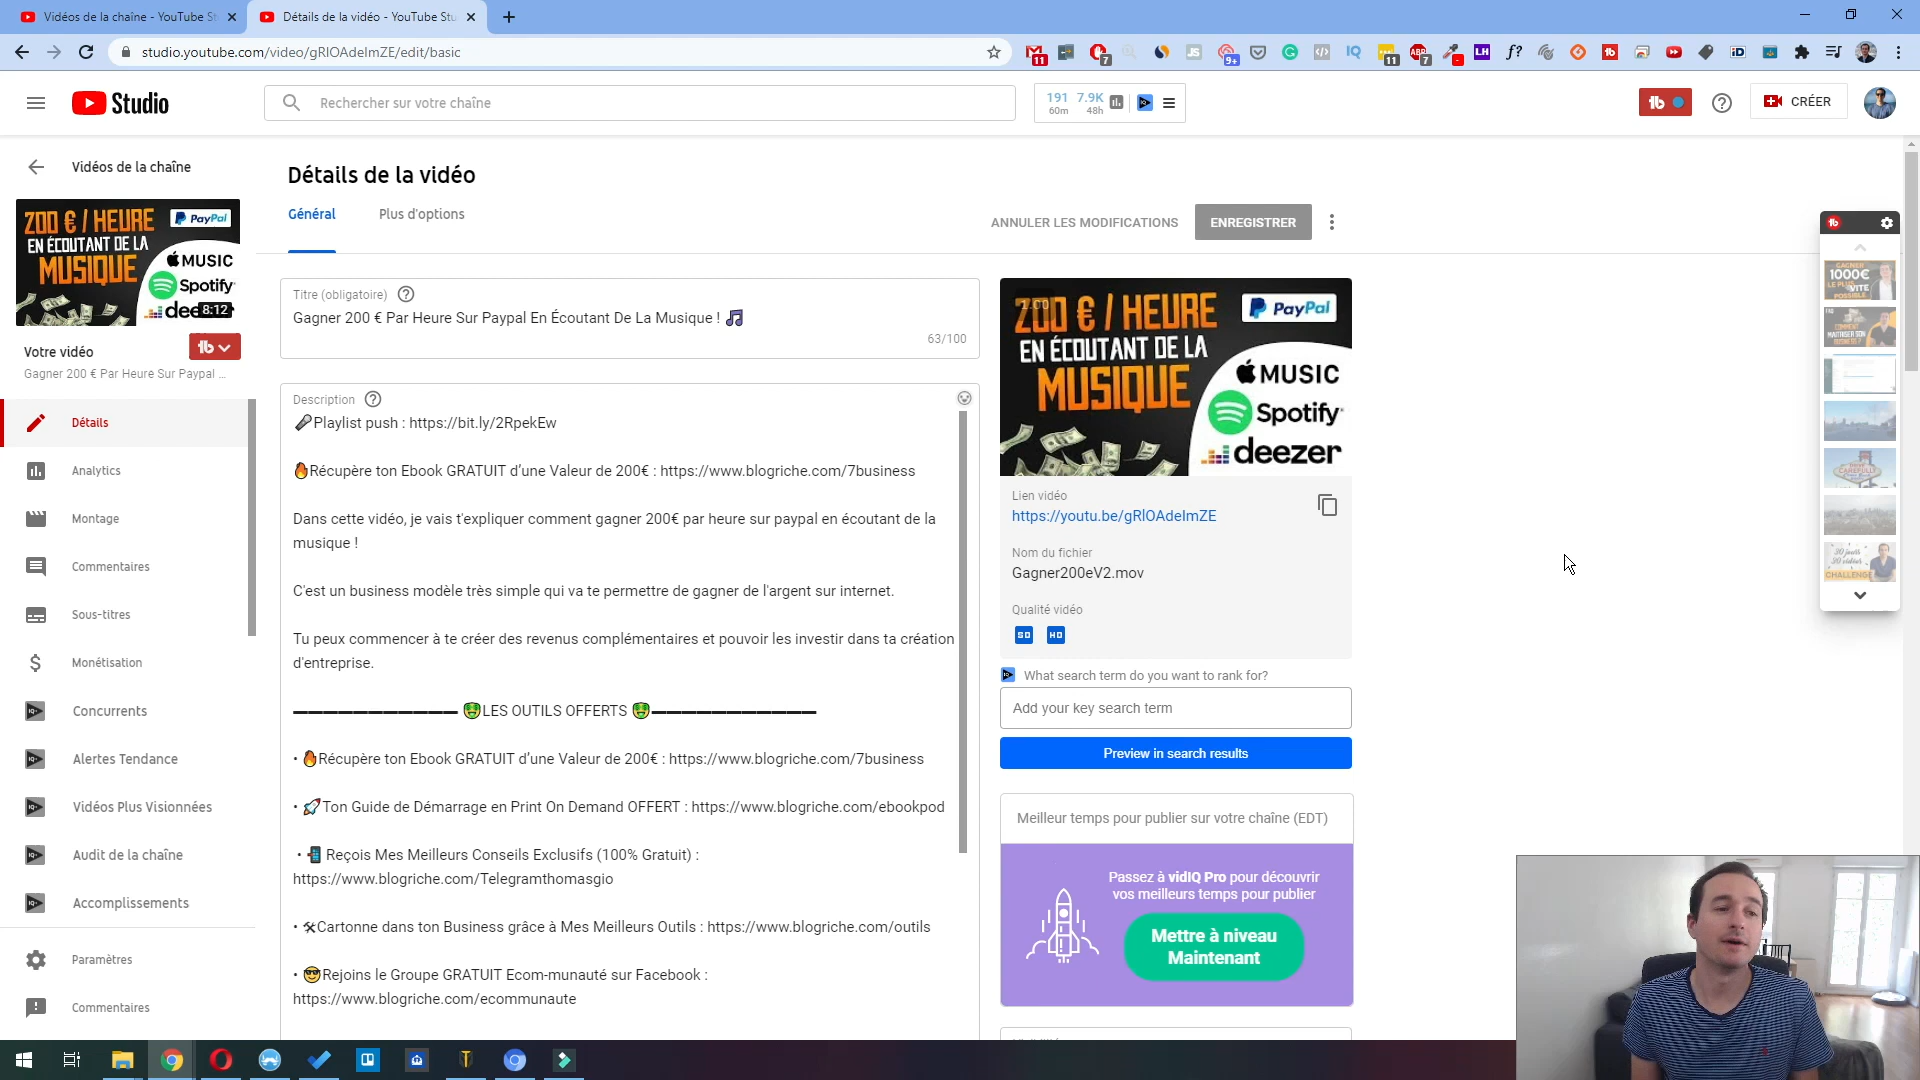 Vidéos de la chaîne - YouTube St
Détails de la vidéo - YouTube Stu
studio.youtube.com/video/gRlOAdeImZE/edit/basic
Studio
Rechercher sur votre chaîne
191 7.9K
60m 48h
CRÉER
Vidéos de la chaîne
Détails de la vidéo
Général
Plus d'options
ANNULER LES MODIFICATIONS
ENREGISTRER
200 € / HEURE
PayPal
EN ÉCOUTANT DE LA
MUSIQUE
MUSIC
Spotify
deezer
8:12
Votre vidéo
Gagner 200 € Par Heure Sur Paypal ...
Détails
Analytics
Montage
Commentaires
Sous-titres
Monétisation
Concurrents
Alertes Tendance
Vidéos Plus Visionnées
Audit de la chaîne
Accomplissements
Paramètres
Commentaires
Titre (obligatoire)
Gagner 200 € Par Heure Sur Paypal En Écoutant De La Musique ! 🎵
63/100
Description
🎤Playlist push : https://bit.ly/2RpekEw
🔥Récupère ton Ebook GRATUIT d’une Valeur de 200€ : https://www.blogriche.com/7business
Dans cette vidéo, je vais t'expliquer comment gagner 200€ par heure sur paypal en écoutant de la
musique !
C'est un business modèle très simple qui va te permettre de gagner de l'argent sur internet.
Tu peux commencer à te créer des revenus complémentaires et pouvoir les investir dans ta création
d'entreprise.
▬▬▬▬▬▬▬▬▬▬▬ 🤑LES OUTILS OFFERTS 🤑▬▬▬▬▬▬▬▬▬▬▬
• 🔥Récupère ton Ebook GRATUIT d’une Valeur de 200€ : https://www.blogriche.com/7business
• 🚀Ton Guide de Démarrage en Print On Demand OFFERT : https://www.blogriche.com/ebookpod
• 📲 Reçois Mes Meilleurs Conseils Exclusifs (100% Gratuit) :
https://www.blogriche.com/Telegramthomasgio
• 🛠Cartonne dans ton Business grâce à Mes Meilleurs Outils : https://www.blogriche.com/outils
• 😎Rejoins le Groupe GRATUIT Ecom-munauté sur Facebook :
https://www.blogriche.com/ecommunaute
200 € / HEURE
PayPal
EN ÉCOUTANT DE LA
MUSIQUE
MUSIC
Spotify
deezer
Lien vidéo
https://youtu.be/gRlOAdeImZE
Nom du fichier
Gagner200eV2.mov
Qualité vidéo
SD HD
What search term do you want to rank for?
Add your key search term
Preview in search results
Meilleur temps pour publier sur votre chaîne (EDT)
Passez à vidIQ Pro pour découvrir
vos meilleurs temps pour publier
Mettre à niveau
Maintenant
GAGNER
1000€
LE PLUS
VITE
POSSIBLE
30 jours
30 vidéos
CHALLENGE